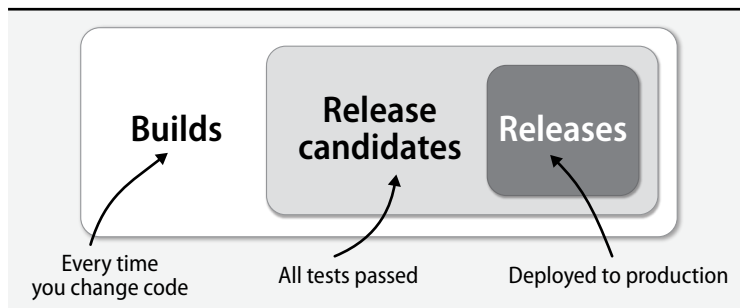 Builds
Release
candidates
Releases
Every time
you change code
All tests passed
Deployed to production